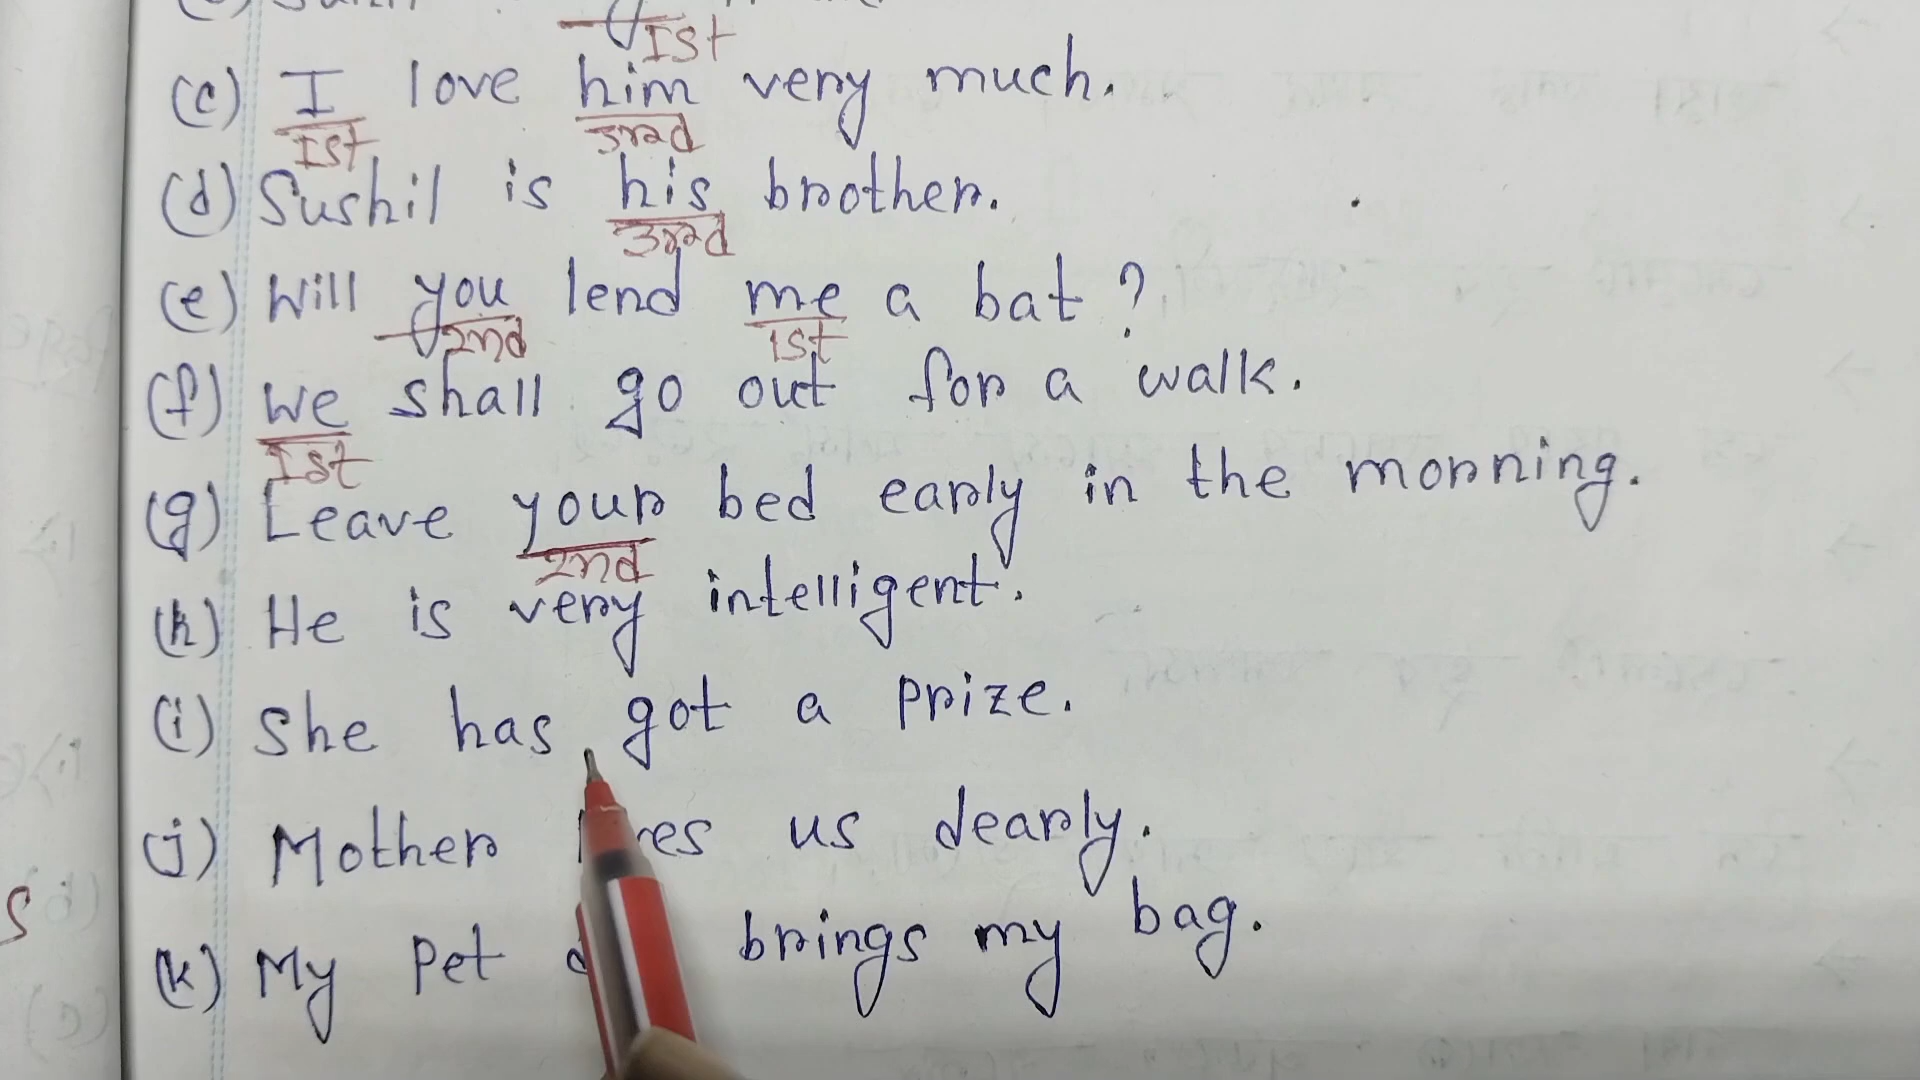 Ist
(c) I love him very much.
Ist 3rd
(d) Sushil is his brother.
3rd
(e) Will you lend me a bat ?
2nd 1st
(f) We shall go out for a walk.
Ist
(g) Leave your bed early in the morning.
2nd
(h) He is very intelligent.
(i) She has got a prize.
(j) Mother us dearly.
(k) My Pet brings my bag.